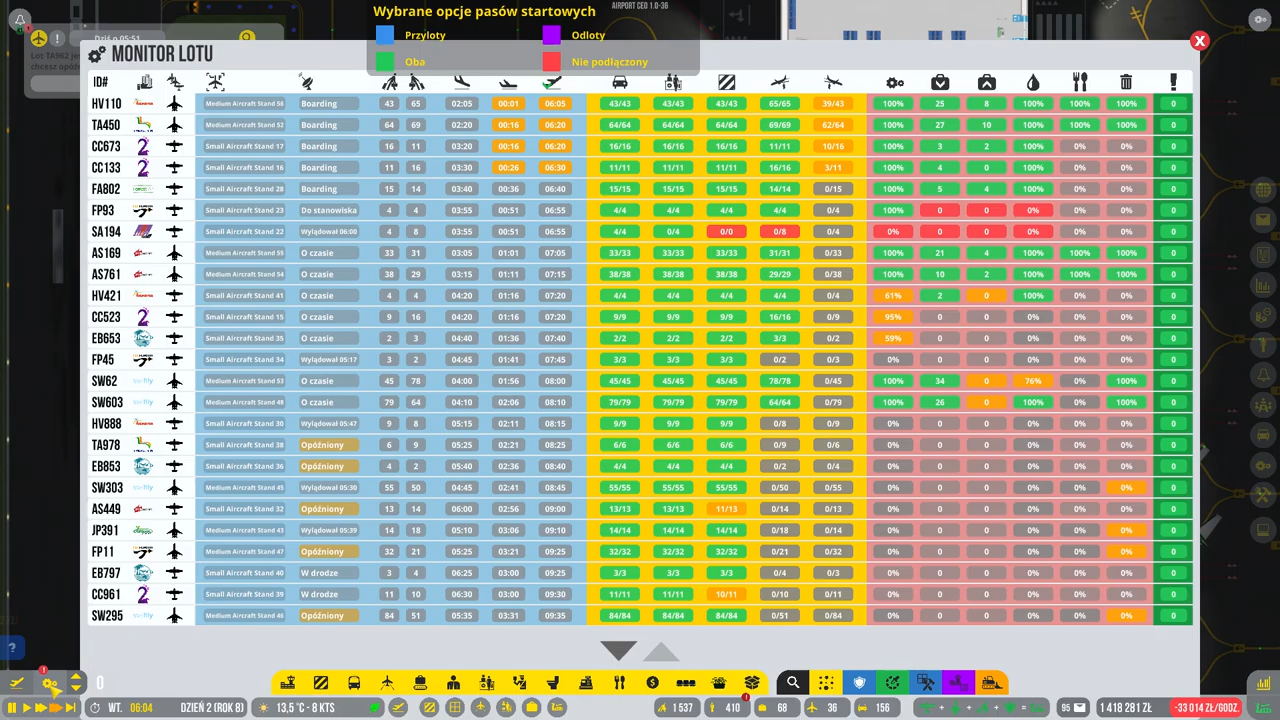 AIRPORT CEO 1.0-36
Wybrane opcje pasów startowych
Przyloty Odloty
Oba Nie podłączony
Dziś o 05:51
Lot TA962 jes
chcesz opóź
MONITOR LOTU
ID#
HV110 Medium Aircraft Stand 56 Boarding 43 65 02:05 00:01 06:05 43/43 43/43 43/43 65/65 39/43 100% 25 8 100% 100% 100% 0
TA450 Medium Aircraft Stand 52 Boarding 64 69 02:20 00:16 06:20 64/64 64/64 64/64 69/69 62/64 100% 27 10 100% 100% 100% 0
CC673 Small Aircraft Stand 17 Boarding 16 11 03:20 00:16 06:20 16/16 16/16 16/16 11/11 10/16 100% 3 2 100% 0% 0% 0
CC133 Small Aircraft Stand 16 Boarding 11 16 03:30 00:26 06:30 11/11 11/11 11/11 16/16 3/11 100% 4 0 100% 0% 0% 0
FA802 Small Aircraft Stand 28 Boarding 15 14 03:40 00:36 06:40 15/15 15/15 15/15 14/14 0/15 100% 5 4 100% 0% 0% 0
FP93 Small Aircraft Stand 23 Do stanowiska 4 4 03:55 00:51 06:55 4/4 4/4 4/4 4/4 0/4 100% 0 0 0% 0% 0% 0
SA194 Small Aircraft Stand 22 Wylądował 06:00 4 8 03:55 00:51 06:55 4/4 0/4 0/0 0/8 0/4 0% 0 0 0% 0% 0% 0
AS169 Medium Aircraft Stand 55 O czasie 33 31 03:05 01:01 07:05 33/33 33/33 33/33 31/31 0/33 100% 21 4 100% 100% 100% 0
AS761 Medium Aircraft Stand 54 O czasie 38 29 03:15 01:11 07:15 38/38 38/38 38/38 29/29 0/38 100% 10 2 100% 100% 100% 0
HV421 Small Aircraft Stand 41 O czasie 4 4 04:20 01:16 07:20 4/4 4/4 4/4 4/4 0/4 61% 2 0 100% 0% 0% 0
CC523 Small Aircraft Stand 15 O czasie 9 16 04:20 01:16 07:20 9/9 9/9 9/9 16/16 0/9 95% 0 0 0% 0% 0% 0
EB653 Small Aircraft Stand 35 O czasie 2 3 04:40 01:36 07:40 2/2 2/2 2/2 3/3 0/2 59% 0 0 0% 0% 0% 0
FP45 Small Aircraft Stand 34 Wylądował 05:17 3 2 04:45 01:41 07:45 3/3 3/3 3/3 0/2 0/3 0% 0 0 0% 0% 0% 0
SW62 Medium Aircraft Stand 53 O czasie 45 78 04:00 01:56 08:00 45/45 45/45 45/45 78/78 0/45 100% 34 0 76% 0% 100% 0
SW603 Medium Aircraft Stand 49 O czasie 79 64 04:10 02:06 08:10 79/79 79/79 79/79 64/64 0/79 100% 26 0 100% 0% 100% 0
HV888 Small Aircraft Stand 30 Wylądował 05:47 9 8 05:15 02:11 08:15 9/9 9/9 9/9 0/8 0/9 0% 0 0 0% 0% 0% 0
TA978 Small Aircraft Stand 38 Opóźniony 6 9 05:25 02:21 08:25 6/6 6/6 6/6 0/9 0/6 0% 0 0 0% 0% 0% 0
EB853 Small Aircraft Stand 36 Opóźniony 4 2 05:40 02:36 08:40 4/4 4/4 4/4 0/2 0/4 0% 0 0 0% 0% 0% 0
SW303 Medium Aircraft Stand 45 Wylądował 05:30 55 50 04:45 02:41 08:45 55/55 55/55 55/55 0/50 0/55 0% 0 0 0% 0% 0% 0
AS449 Small Aircraft Stand 32 Opóźniony 13 14 06:00 02:56 09:00 13/13 13/13 11/13 0/14 0/13 0% 0 0 0% 0% 0% 0
JP391 Medium Aircraft Stand 43 Wylądował 05:39 14 18 05:10 03:06 09:10 14/14 14/14 14/14 0/18 0/14 0% 0 0 0% 0% 0% 0
FP11 Medium Aircraft Stand 47 Opóźniony 32 21 05:25 03:21 09:25 32/32 32/32 32/32 0/21 0/32 0% 0 0 0% 0% 0% 0
EB797 Small Aircraft Stand 40 W drodze 3 4 06:25 03:00 09:25 3/3 3/3 3/3 0/4 0/3 0% 0 0 0% 0% 0% 0
CC961 Small Aircraft Stand 39 W drodze 11 10 06:30 03:00 09:30 11/11 11/11 10/11 0/10 0/11 0% 0 0 0% 0% 0% 0
SW295 Medium Aircraft Stand 46 Opóźniony 84 51 05:35 03:31 09:35 84/84 84/84 84/84 0/51 0/84 0% 0 0 0% 0% 0% 0
0
WT. 06:04 DZIEŃ 2 (ROK 8) 13,5°C - 8 KTS 1 537 410 68 36 156 95 1 418 281 ZŁ -33 014 ZŁ/GODZ.